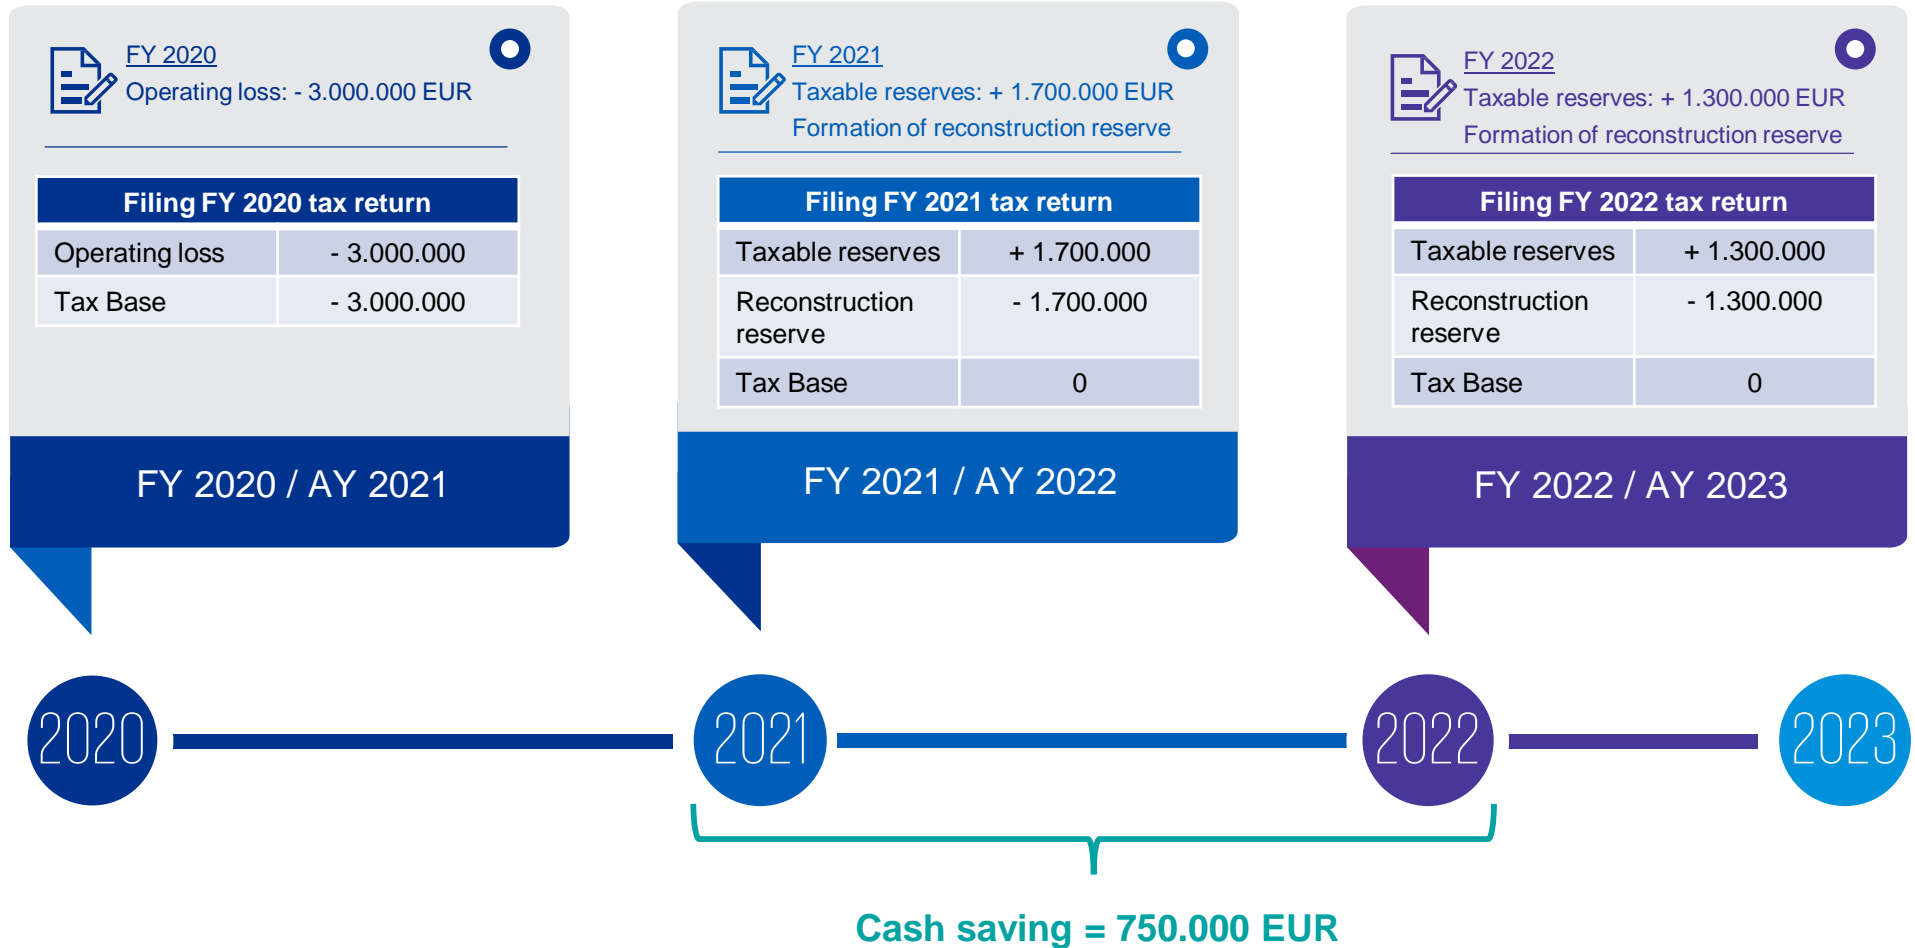 FY 2020
Operating loss: - 3.000.000 EUR
Filing FY 2020 tax return
Operating loss - 3.000.000
Tax Base - 3.000.000
FY 2020 / AY 2021
FY 2021
Taxable reserves: + 1.700.000 EUR
Formation of reconstruction reserve
Filing FY 2021 tax return
Taxable reserves + 1.700.000
Reconstruction - 1.700.000
reserve
Tax Base 0
FY 2021 / AY 2022
FY 2022
Taxable reserves: + 1.300.000 EUR
Formation of reconstruction reserve
Filing FY 2022 tax return
Taxable reserves + 1.300.000
Reconstruction - 1.300.000
reserve
Tax Base 0
FY 2022 / AY 2023
2020
2021
2022
2023
Cash saving = 750.000 EUR